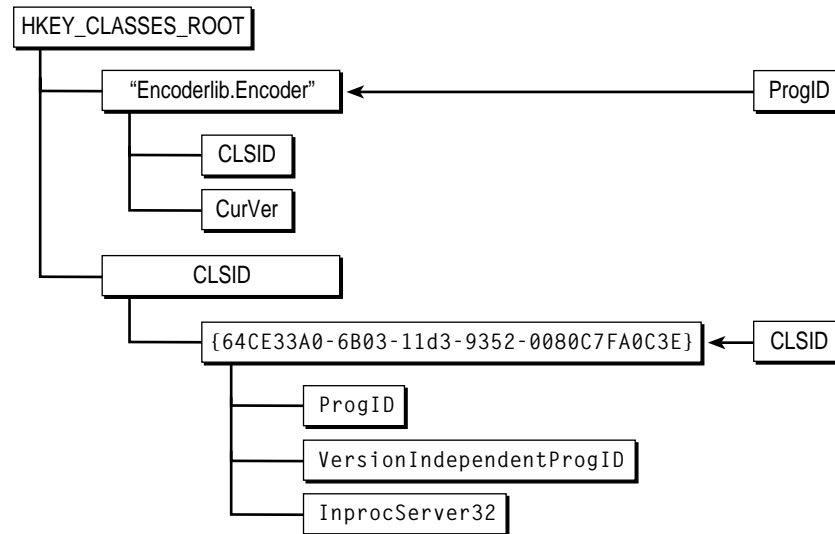 HKEY_CLASSES_ROOT
“Encoderlib.Encoder”
ProgID
CLSID
CurVer
CLSID
{64CE33A0-6B03-11d3-9352-0080C7FA0C3E}
CLSID
ProgID
VersionIndependentProgID
InprocServer32